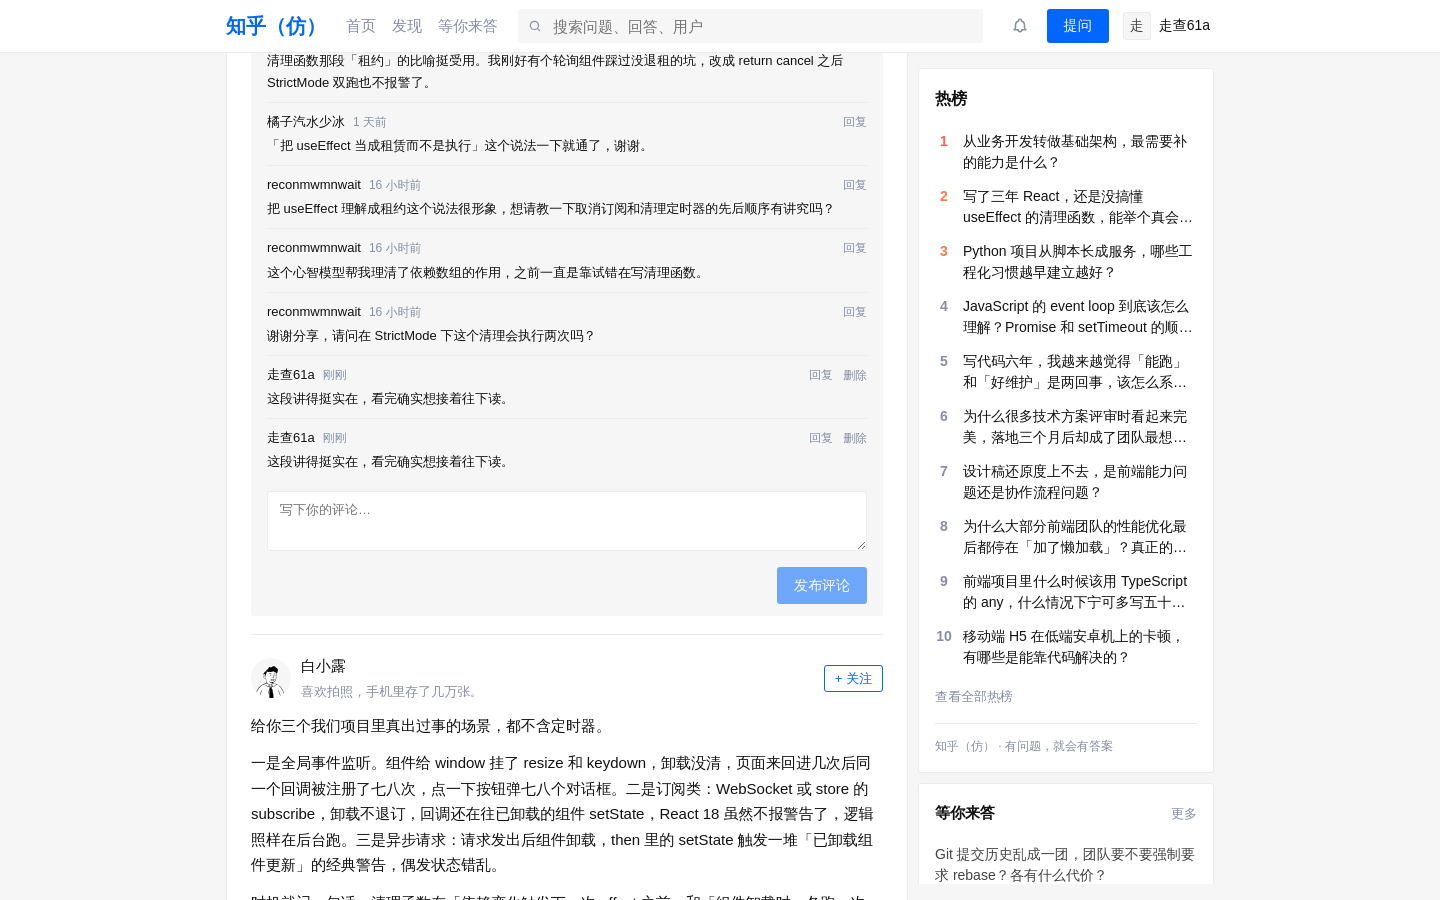 知乎（仿） 首页 发现 等你来答 搜索问题、回答、用户 提问 走 走查61a
清理函数那段「租约」的比喻挺受用。我刚好有个轮询组件踩过没退租的坑，改成 return cancel 之后
StrictMode 双跑也不报警了。
橘子汽水少冰 1 天前 回复
「把 useEffect 当成租赁而不是执行」这个说法一下就通了，谢谢。
reconmwmnwait 16 小时前 回复
把 useEffect 理解成租约这个说法很形象，想请教一下取消订阅和清理定时器的先后顺序有讲究吗？
reconmwmnwait 16 小时前 回复
这个心智模型帮我理清了依赖数组的作用，之前一直是靠试错在写清理函数。
reconmwmnwait 16 小时前 回复
谢谢分享，请问在 StrictMode 下这个清理会执行两次吗？
走查61a 刚刚 回复 删除
这段讲得挺实在，看完确实想接着往下读。
走查61a 刚刚 回复 删除
这段讲得挺实在，看完确实想接着往下读。
写下你的评论…
发布评论
白小露
喜欢拍照，手机里存了几万张。
+ 关注
给你三个我们项目里真出过事的场景，都不含定时器。
一是全局事件监听。组件给 window 挂了 resize 和 keydown，卸载没清，页面来回进几次后同
一个回调被注册了七八次，点一下按钮弹七八个对话框。二是订阅类：WebSocket 或 store 的
subscribe，卸载不退订，回调还在往已卸载的组件 setState，React 18 虽然不报警告了，逻辑
照样在后台跑。三是异步请求：请求发出后组件卸载，then 里的 setState 触发一堆「已卸载组
件更新」的经典警告，偶发状态错乱。
热榜
1 从业务开发转做基础架构，最需要补
的能力是什么？
2 写了三年 React，还是没搞懂
useEffect 的清理函数，能举个真会…
3 Python 项目从脚本长成服务，哪些工
程化习惯越早建立越好？
4 JavaScript 的 event loop 到底该怎么
理解？Promise 和 setTimeout 的顺…
5 写代码六年，我越来越觉得「能跑」
和「好维护」是两回事，该怎么系…
6 为什么很多技术方案评审时看起来完
美，落地三个月后却成了团队最想…
7 设计稿还原度上不去，是前端能力问
题还是协作流程问题？
8 为什么大部分前端团队的性能优化最
后都停在「加了懒加载」？真正的…
9 前端项目里什么时候该用 TypeScript
的 any，什么情况下宁可多写五十…
10 移动端 H5 在低端安卓机上的卡顿，
有哪些是能靠代码解决的？
查看全部热榜
知乎（仿） · 有问题，就会有答案
等你来答 更多
Git 提交历史乱成一团，团队要不要强制要
求 rebase？各有什么代价？